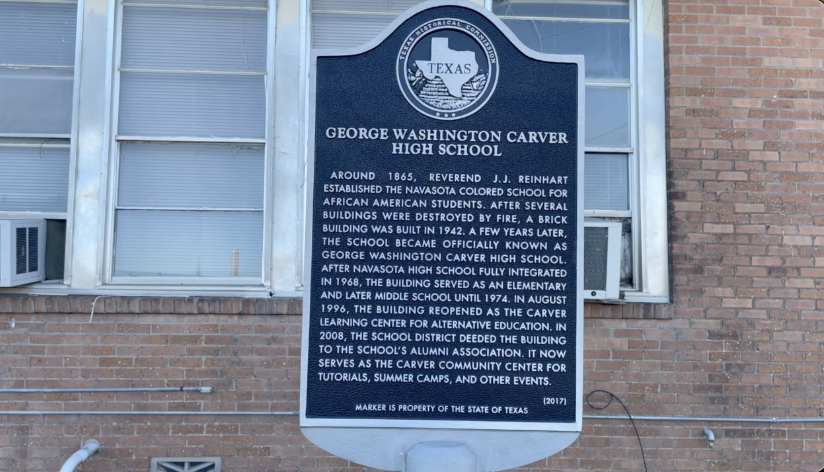 TEXAS HISTORICAL COMMISSION
TEXAS
GEORGE WASHINGTON CARVER
HIGH SCHOOL
AROUND 1865, REVEREND J.J. REINHART
ESTABLISHED THE NAVASOTA COLORED SCHOOL FOR
AFRICAN AMERICAN STUDENTS. AFTER SEVERAL
BUILDINGS WERE DESTROYED BY FIRE, A BRICK
BUILDING WAS BUILT IN 1942. A FEW YEARS LATER,
THE SCHOOL BECAME OFFICIALLY KNOWN AS
GEORGE WASHINGTON CARVER HIGH SCHOOL.
AFTER NAVASOTA HIGH SCHOOL FULLY INTEGRATED
IN 1968, THE BUILDING SERVED AS AN ELEMENTARY
AND LATER MIDDLE SCHOOL UNTIL 1974. IN AUGUST
1996, THE BUILDING REOPENED AS THE CARVER
LEARNING CENTER FOR ALTERNATIVE EDUCATION. IN
2008, THE SCHOOL DISTRICT DEEDED THE BUILDING
TO THE SCHOOL'S ALUMNI ASSOCIATION. IT NOW
SERVES AS THE CARVER COMMUNITY CENTER FOR
TUTORIALS, SUMMER CAMPS, AND OTHER EVENTS.
(2017)
MARKER IS PROPERTY OF THE STATE OF TEXAS